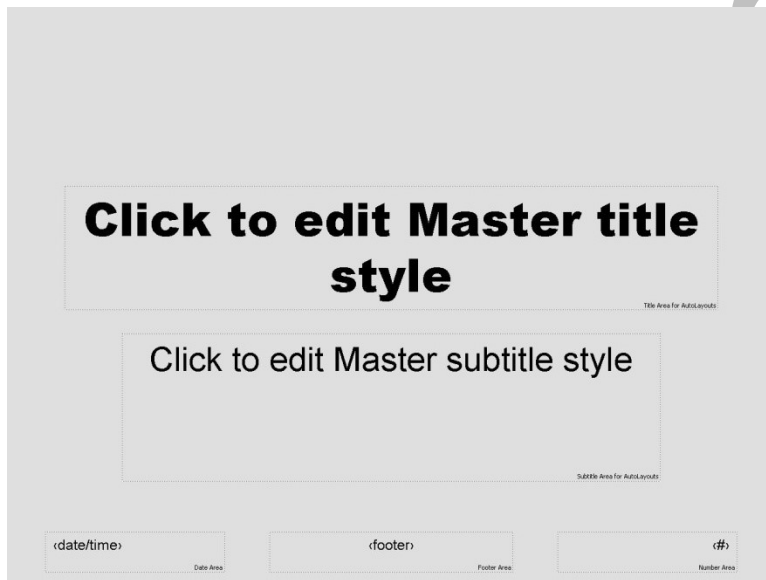 Click to edit Master title
style
Title Area for AutoLayouts
Click to edit Master subtitle style
Subtitle Area for AutoLayouts
‹date/time›
‹footer›
‹#›
Date Area
Footer Area
Number Area